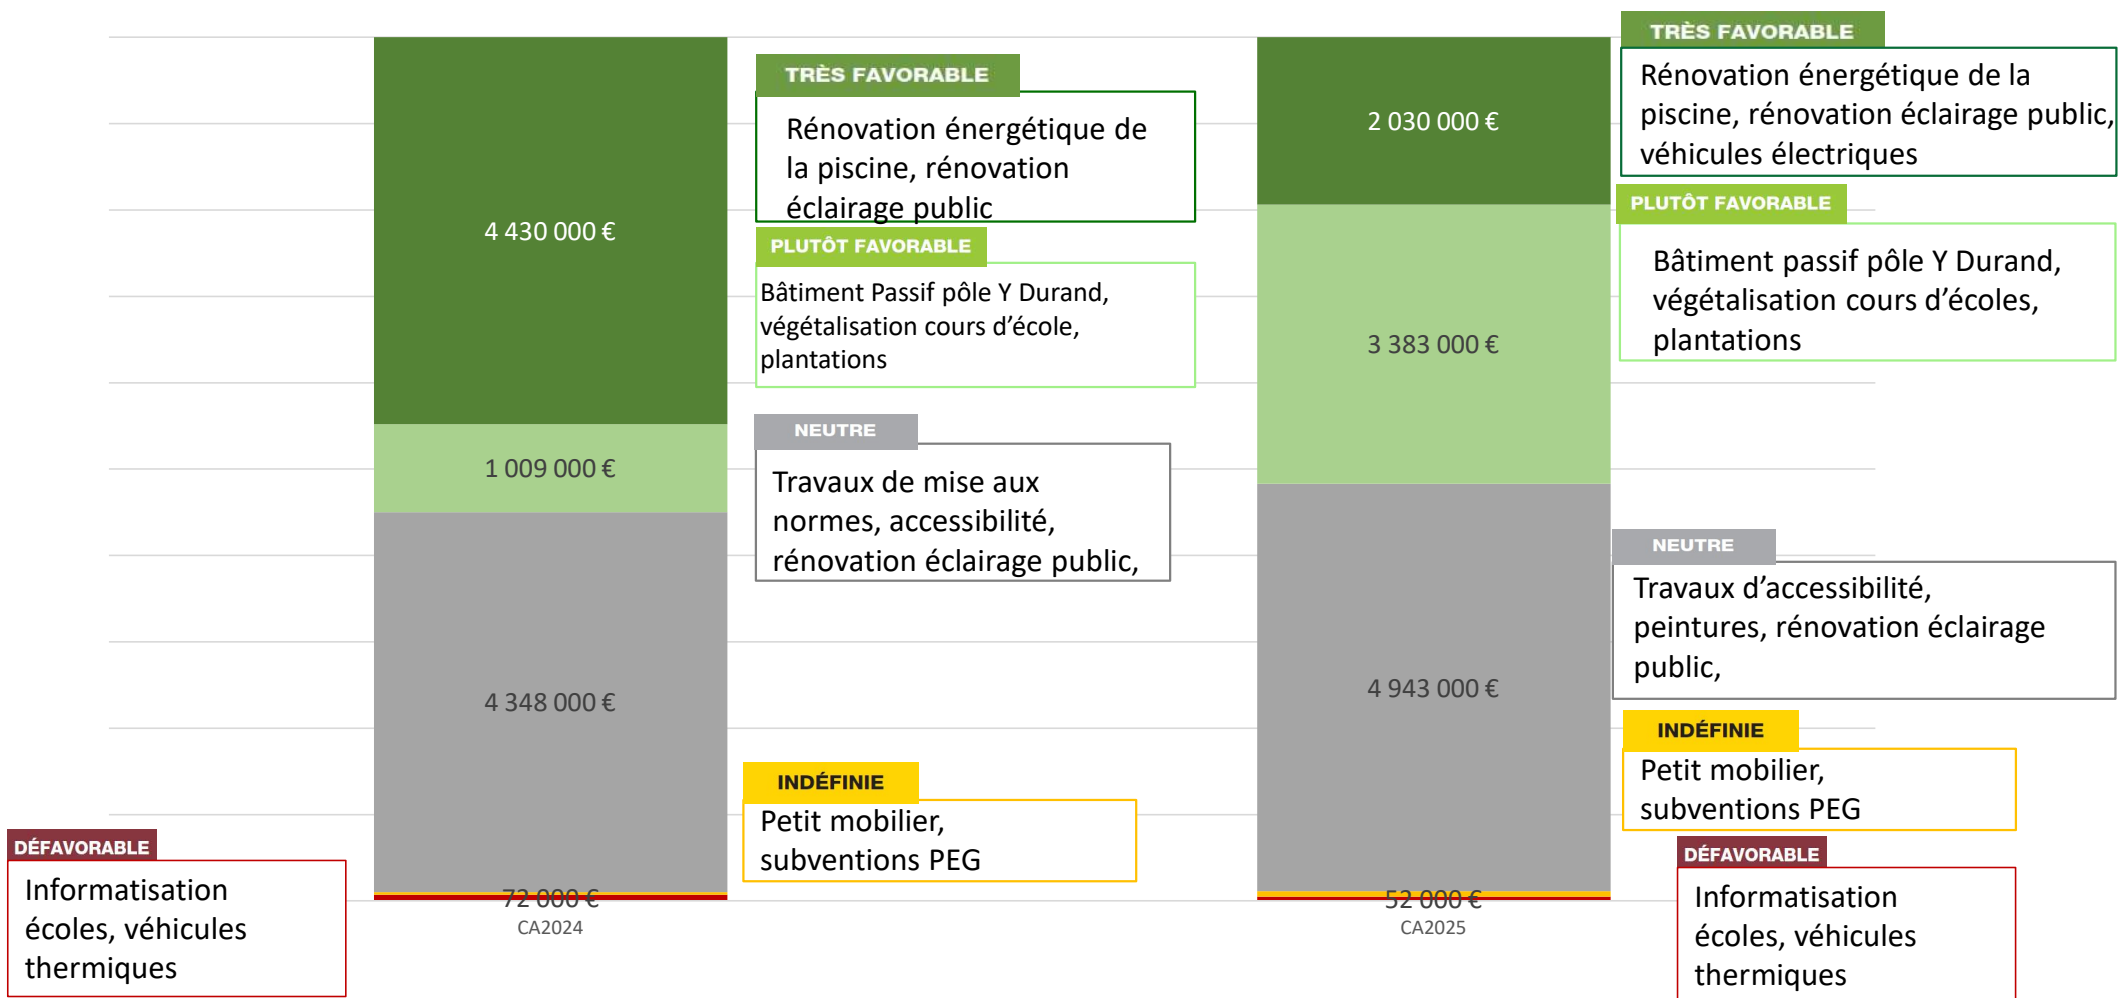 4 430 000 €
1 009 000 €
4 348 000 €
72 000 €
CA2024
TRÈS FAVORABLE
Rénovation énergétique de
la piscine, rénovation
éclairage public
PLUTÔT FAVORABLE
Bâtiment Passif pôle Y Durand,
végétalisation cours d’école,
plantations
NEUTRE
Travaux de mise aux
normes, accessibilité,
rénovation éclairage public,
INDÉFINIE
Petit mobilier,
subventions PEG
DÉFAVORABLE
Informatisation
écoles, véhicules
thermiques
2 030 000 €
3 383 000 €
4 943 000 €
52 000 €
CA2025
TRÈS FAVORABLE
Rénovation énergétique de la
piscine, rénovation éclairage public,
véhicules électriques
PLUTÔT FAVORABLE
Bâtiment passif pôle Y Durand,
végétalisation cours d’écoles,
plantations
NEUTRE
Travaux d’accessibilité,
peintures, rénovation éclairage
public,
INDÉFINIE
Petit mobilier,
subventions PEG
DÉFAVORABLE
Informatisation
écoles, véhicules
thermiques